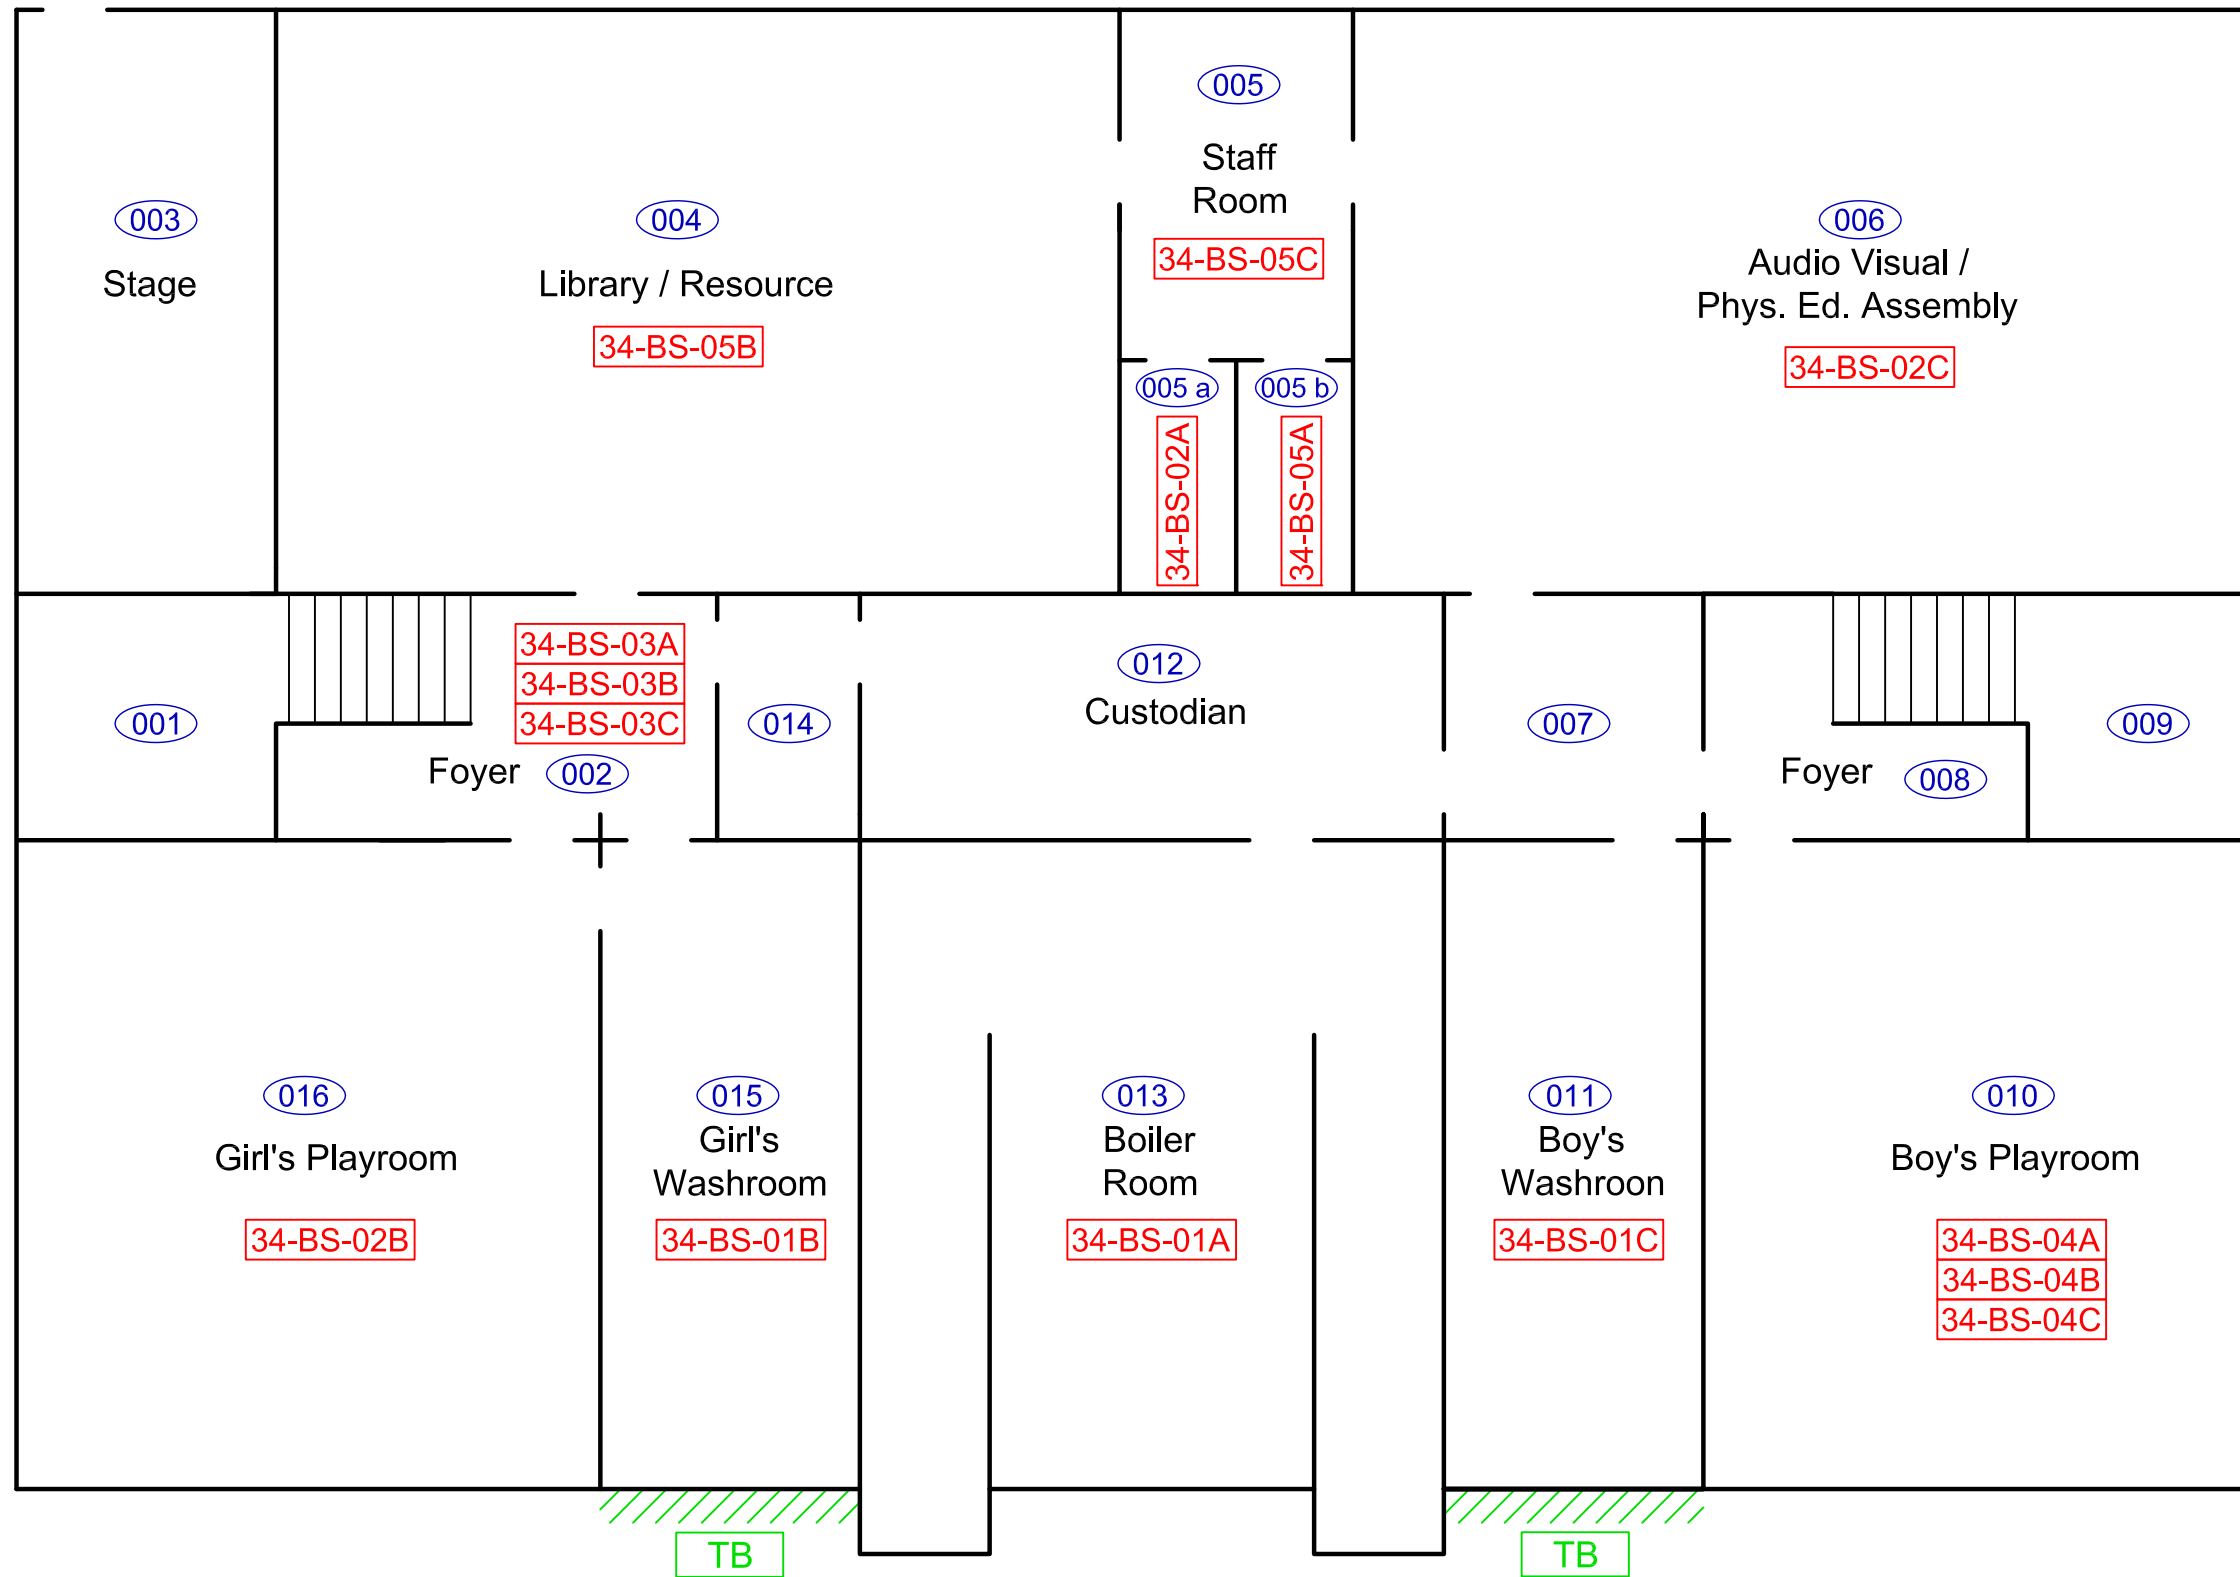 005
Staff
Room
34-BS-05C
003
Stage
004
Library / Resource
34-BS-05B
006
Audio Visual /
Phys. Ed. Assembly
34-BS-02C
005 a
34-BS-02A
005 b
34-BS-05A
001
34-BS-03A
34-BS-03B
34-BS-03C
Foyer
002
014
012
Custodian
007
Foyer
008
009
016
Girl's Playroom
34-BS-02B
015
Girl's
Washroom
34-BS-01B
013
Boiler
Room
34-BS-01A
011
Boy's
Washroon
34-BS-01C
010
Boy's Playroom
34-BS-04A
34-BS-04B
34-BS-04C
TB
TB